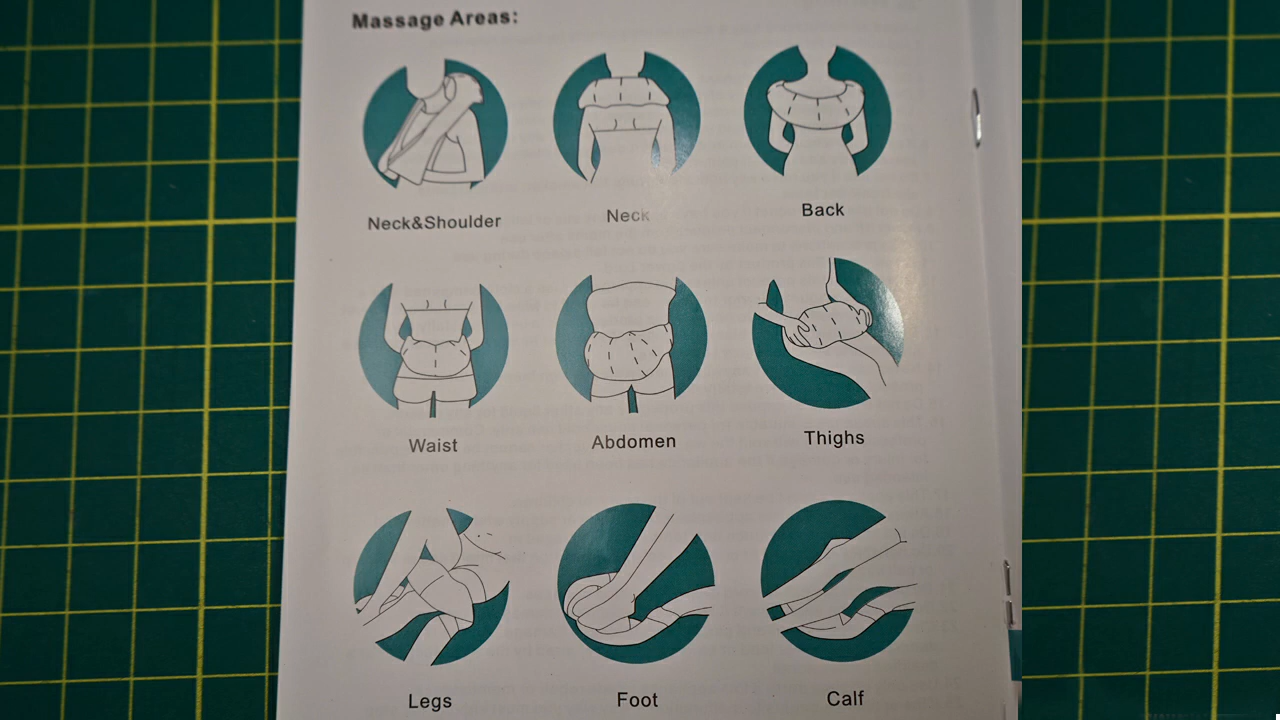 Massage Areas:
Neck&Shoulder
Neck
Back
Waist
Abdomen
Thighs
Legs
Foot
Calf